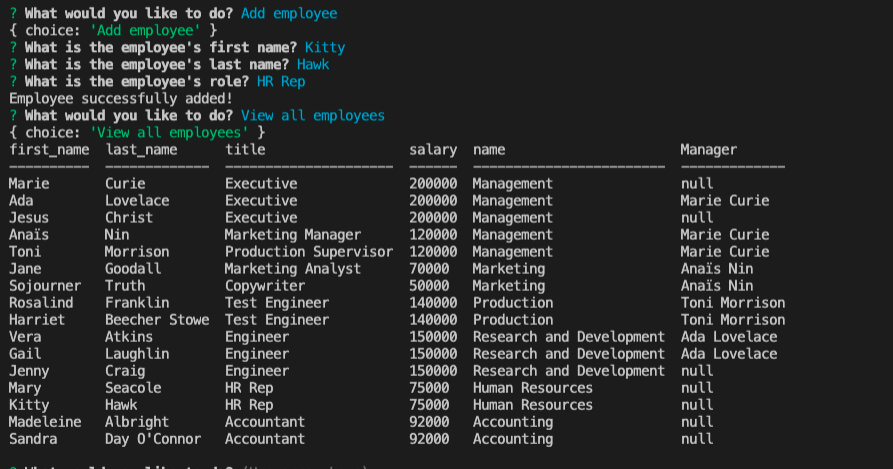 ? What would you like to do? Add employee
{ choice: 'Add employee' }
? What is the employee's first name? Kitty
? What is the employee's last name? Hawk
? What is the employee's role? HR Rep
Employee successfully added!
? What would you like to do? View all employees
{ choice: 'View all employees' }
first_name last_name title salary name Manager
Marie Curie Executive 200000 Management null
Ada Lovelace Executive 200000 Management Marie Curie
Jesus Christ Executive 200000 Management null
Anaïs Nin Marketing Manager 120000 Management Marie Curie
Toni Morrison Production Supervisor 120000 Management Marie Curie
Jane Goodall Marketing Analyst 70000 Marketing Anaïs Nin
Sojourner Truth Copywriter 50000 Marketing Anaïs Nin
Rosalind Franklin Test Engineer 140000 Production Toni Morrison
Harriet Beecher Stowe Test Engineer 140000 Production Toni Morrison
Vera Atkins Engineer 150000 Research and Development Ada Lovelace
Gail Laughlin Engineer 150000 Research and Development Ada Lovelace
Jenny Craig Engineer 150000 Research and Development null
Mary Seacole HR Rep 75000 Human Resources null
Kitty Hawk HR Rep 75000 Human Resources null
Madeleine Albright Accountant 92000 Accounting null
Sandra Day O'Connor Accountant 92000 Accounting null